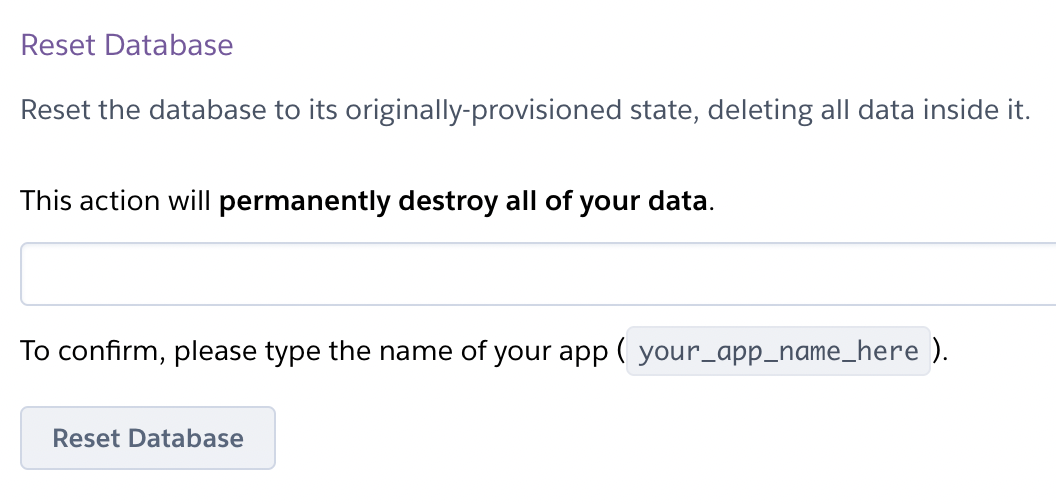 Reset Database
Reset the database to its originally-provisioned state, deleting all data inside it.
This action will permanently destroy all of your data.
To confirm, please type the name of your app ( your_app_name_here ).
Reset Database